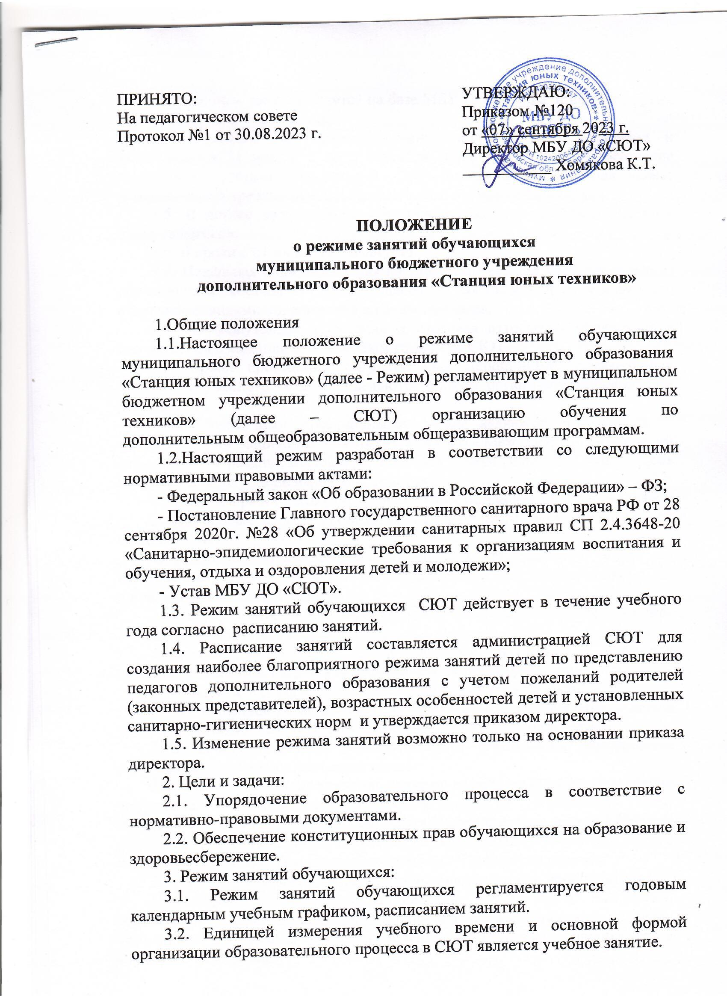 ПРИНЯТО:
На педагогическом совете
Протокол №1 от 30.08.2023 г.
УТВЕРЖДАЮ:
Приказом №120
от «07» сентября 2023 г.
Директор МБУ ДО «СЮТ»
Хомякова К.Т.
МБУ ДО
«СЮТ»
ПОЛОЖЕНИЕ
о режиме занятий обучающихся
муниципального бюджетного учреждения
дополнительного образования «Станция юных техников»
1.Общие положения
1.1.Настоящее положение о режиме занятий обучающихся
муниципального бюджетного учреждения дополнительного образования
«Станция юных техников» (далее - Режим) регламентирует в муниципальном
бюджетном учреждении дополнительного образования «Станция юных
техников» (далее – СЮТ) организацию обучения по
дополнительным общеобразовательным общеразвивающим программам.
1.2.Настоящий режим разработан в соответствии со следующими
нормативными правовыми актами:
- Федеральный закон «Об образовании в Российской Федерации» – ФЗ;
- Постановление Главного государственного санитарного врача РФ от 28
сентября 2020г. №28 «Об утверждении санитарных правил СП 2.4.3648-20
«Санитарно-эпидемиологические требования к организациям воспитания и
обучения, отдыха и оздоровления детей и молодежи»;
- Устав МБУ ДО «СЮТ».
1.3. Режим занятий обучающихся СЮТ действует в течение учебного
года согласно расписанию занятий.
1.4. Расписание занятий составляется администрацией СЮТ для
создания наиболее благоприятного режима занятий детей по представлению
педагогов дополнительного образования с учетом пожеланий родителей
(законных представителей), возрастных особенностей детей и установленных
санитарно-гигиенических норм и утверждается приказом директора.
1.5. Изменение режима занятий возможно только на основании приказа
директора.
2. Цели и задачи:
2.1. Упорядочение образовательного процесса в соответствие с
нормативно-правовыми документами.
2.2. Обеспечение конституционных прав обучающихся на образование и
здоровьесбережение.
3. Режим занятий обучающихся:
3.1. Режим занятий обучающихся регламентируется годовым
календарным учебным графиком, расписанием занятий.
3.2. Единицей измерения учебного времени и основной формой
организации образовательного процесса в СЮТ является учебное занятие.